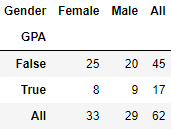 Gender Female Male All
GPA
False 25 20 45
True 8 9 17
All 33 29 62